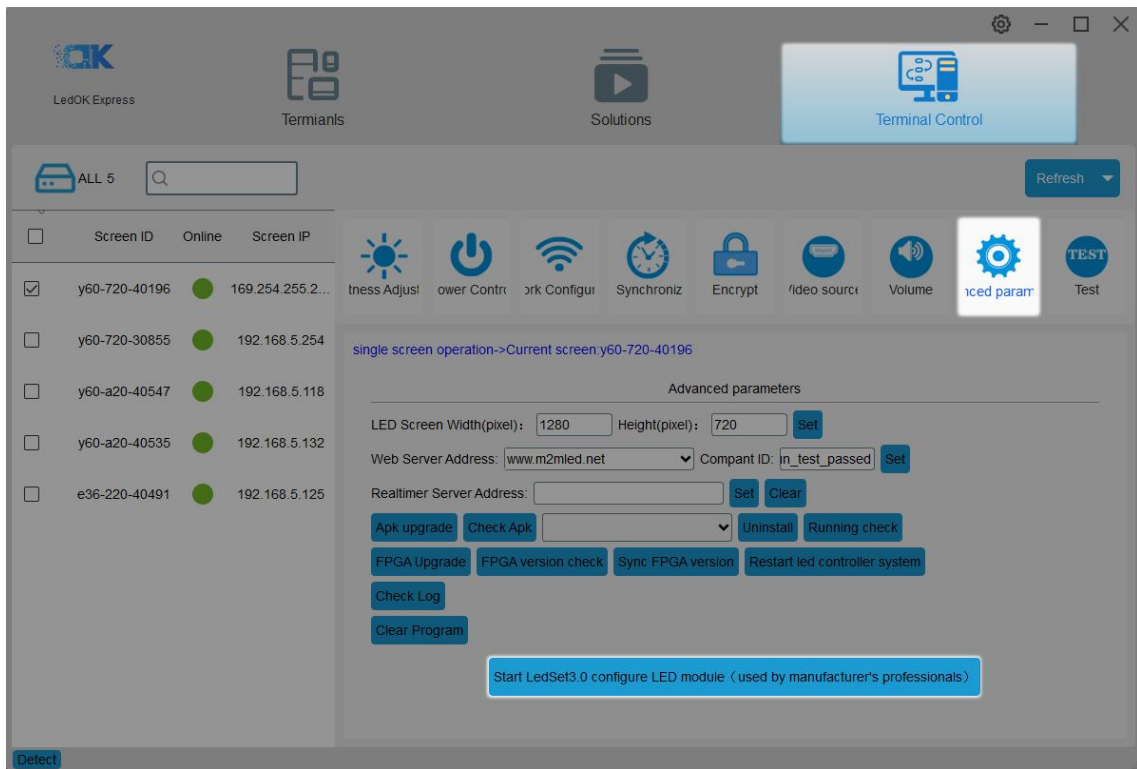 OK
LedOK Express
Termianls
Solutions
Terminal Control
ALL 5
Refresh
Screen ID Online Screen IP
y60-720-40196 169.254.255.2...
y60-720-30855 192.168.5.254
y60-a20-40547 192.168.5.118
y60-a20-40535 192.168.5.132
e36-220-40491 192.168.5.125
tness Adjust ower Contro ork Configur Synchroniz Encrypt Video source Volume nced param Test
TEST
single screen operation->Current screen:y60-720-40196
Advanced parameters
LED Screen Width(pixel)： 1280 Height(pixel)： 720 Set
Web Server Address: www.m2mled.net Compant ID: in_test_passed Set
Realtimer Server Address: Set Clear
Apk upgrade Check Apk Uninstall Running check
FPGA Upgrade FPGA version check Sync FPGA version Restart led controller system
Check Log
Clear Program
Start LedSet3.0 configure LED module（used by manufacturer's professionals）
Detect